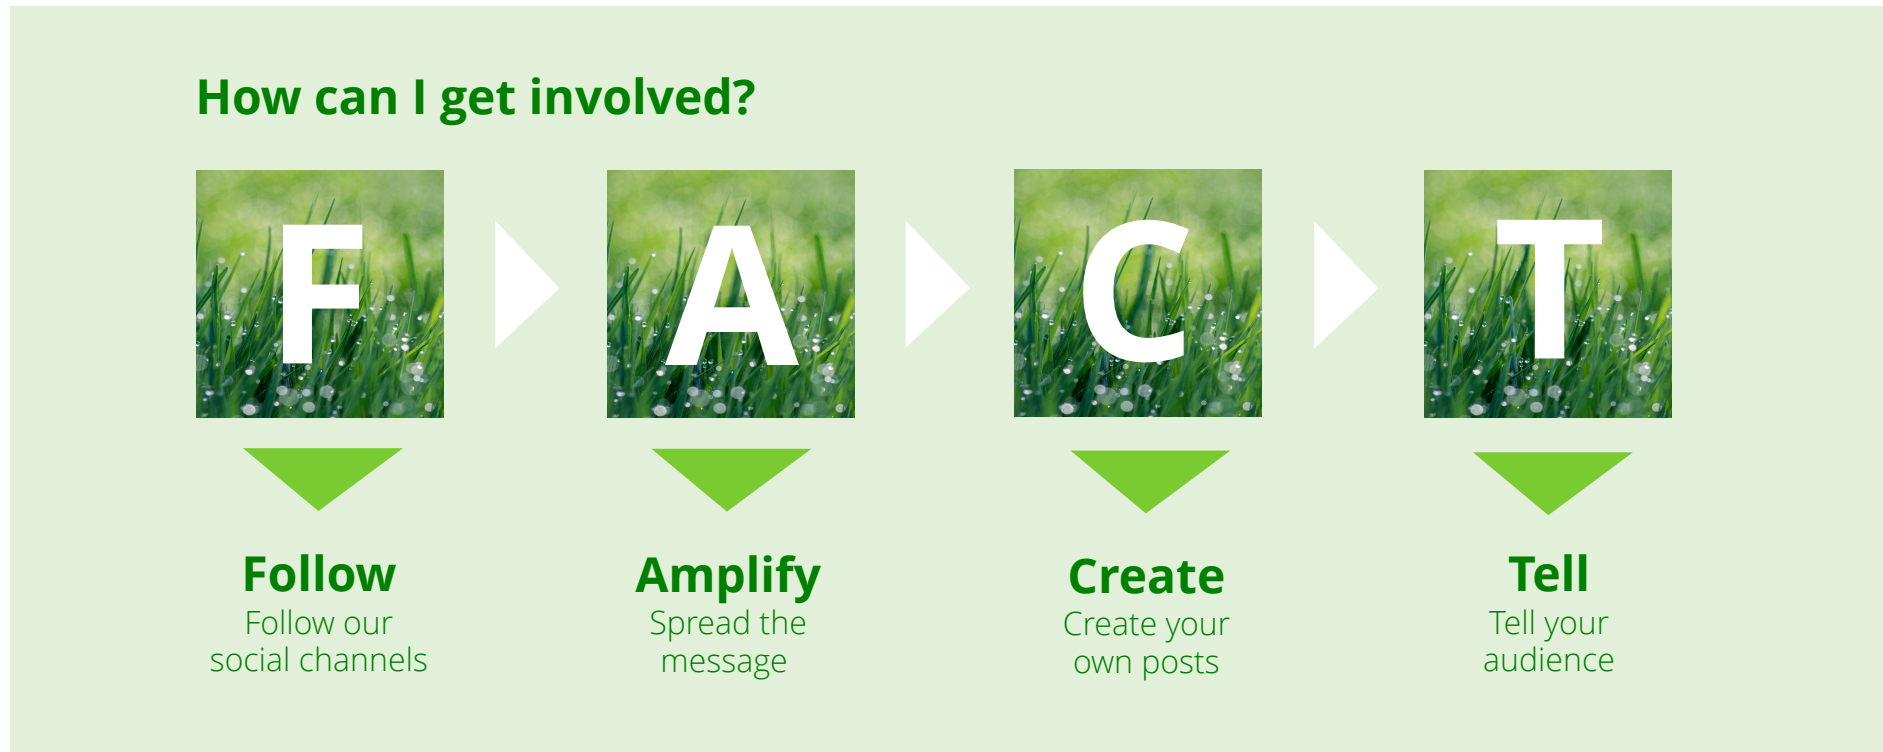 How can I get involved?
F A C T
Follow
Follow our
social channels
Amplify
Spread the
message
Create
Create your
own posts
Tell
Tell your
audience